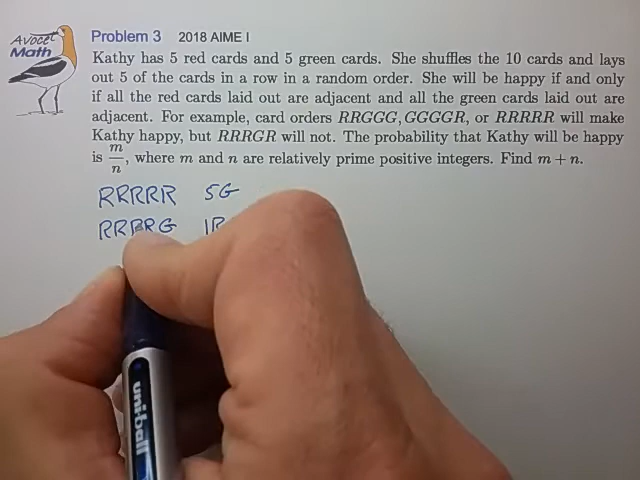 Avocet
Math
Problem 3 2018 AIME I
Kathy has 5 red cards and 5 green cards. She shuffles the 10 cards and lays
out 5 of the cards in a row in a random order. She will be happy if and only
if all the red cards laid out are adjacent and all the green cards laid out are
adjacent. For example, card orders RRGGG, GGGGR, or RRRRR will make
Kathy happy, but RRRGR will not. The probability that Kathy will be happy
is m/n, where m and n are relatively prime positive integers. Find m + n.
RRRRR 5G
RRRRG 1R
uni-ball